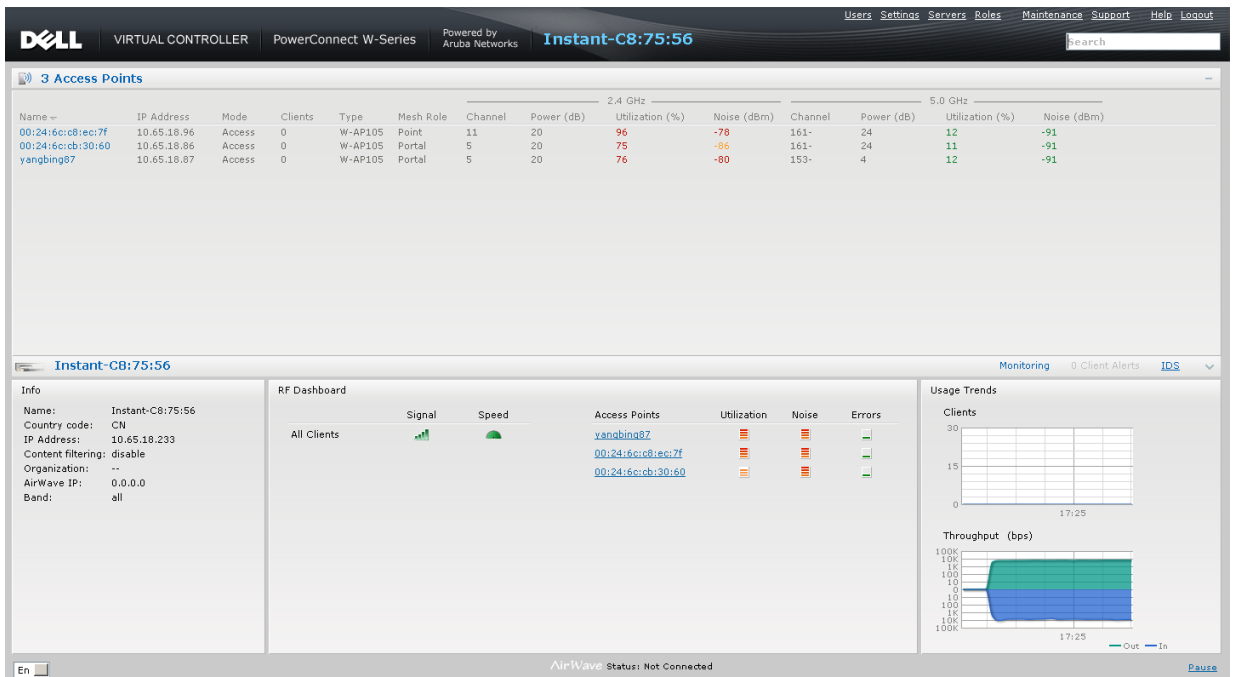 Users Settings Servers Roles Maintenance Support Help Logout
DELL VIRTUAL CONTROLLER PowerConnect W-Series Powered by Aruba Networks Instant-C8:75:56 Search
3 Access Points
2.4 GHz 5.0 GHz
Name IP Address Mode Clients Type Mesh Role Channel Power (dB) Utilization (%) Noise (dBm) Channel Power (dB) Utilization (%) Noise (dBm)
00:24:6c:c8:ec:7f 10.65.18.96 Access 0 W-AP105 Point 11 20 96 -78 161- 24 12 -91
00:24:6c:cb:30:60 10.65.18.86 Access 0 W-AP105 Portal 5 20 75 -86 161- 24 11 -91
yangbing87 10.65.18.87 Access 0 W-AP105 Portal 5 20 76 -80 153- 4 12 -91
Instant-C8:75:56 Monitoring 0 Client Alerts IDS
Info
Name: Instant-C8:75:56
Country code: CN
IP Address: 10.65.18.233
Content filtering: disable
Organization: --
AirWave IP: 0.0.0.0
Band: all
RF Dashboard
Signal Speed
All Clients
Access Points Utilization Noise Errors
yangbing87
00:24:6c:c8:ec:7f
00:24:6c:cb:30:60
Usage Trends
Clients
30
15
0
17:25
Throughput (bps)
100K
10K
1K
100
10
0
10
100
1K
10K
100K
17:25
Out In
En AirWave Status: Not Connected Pause